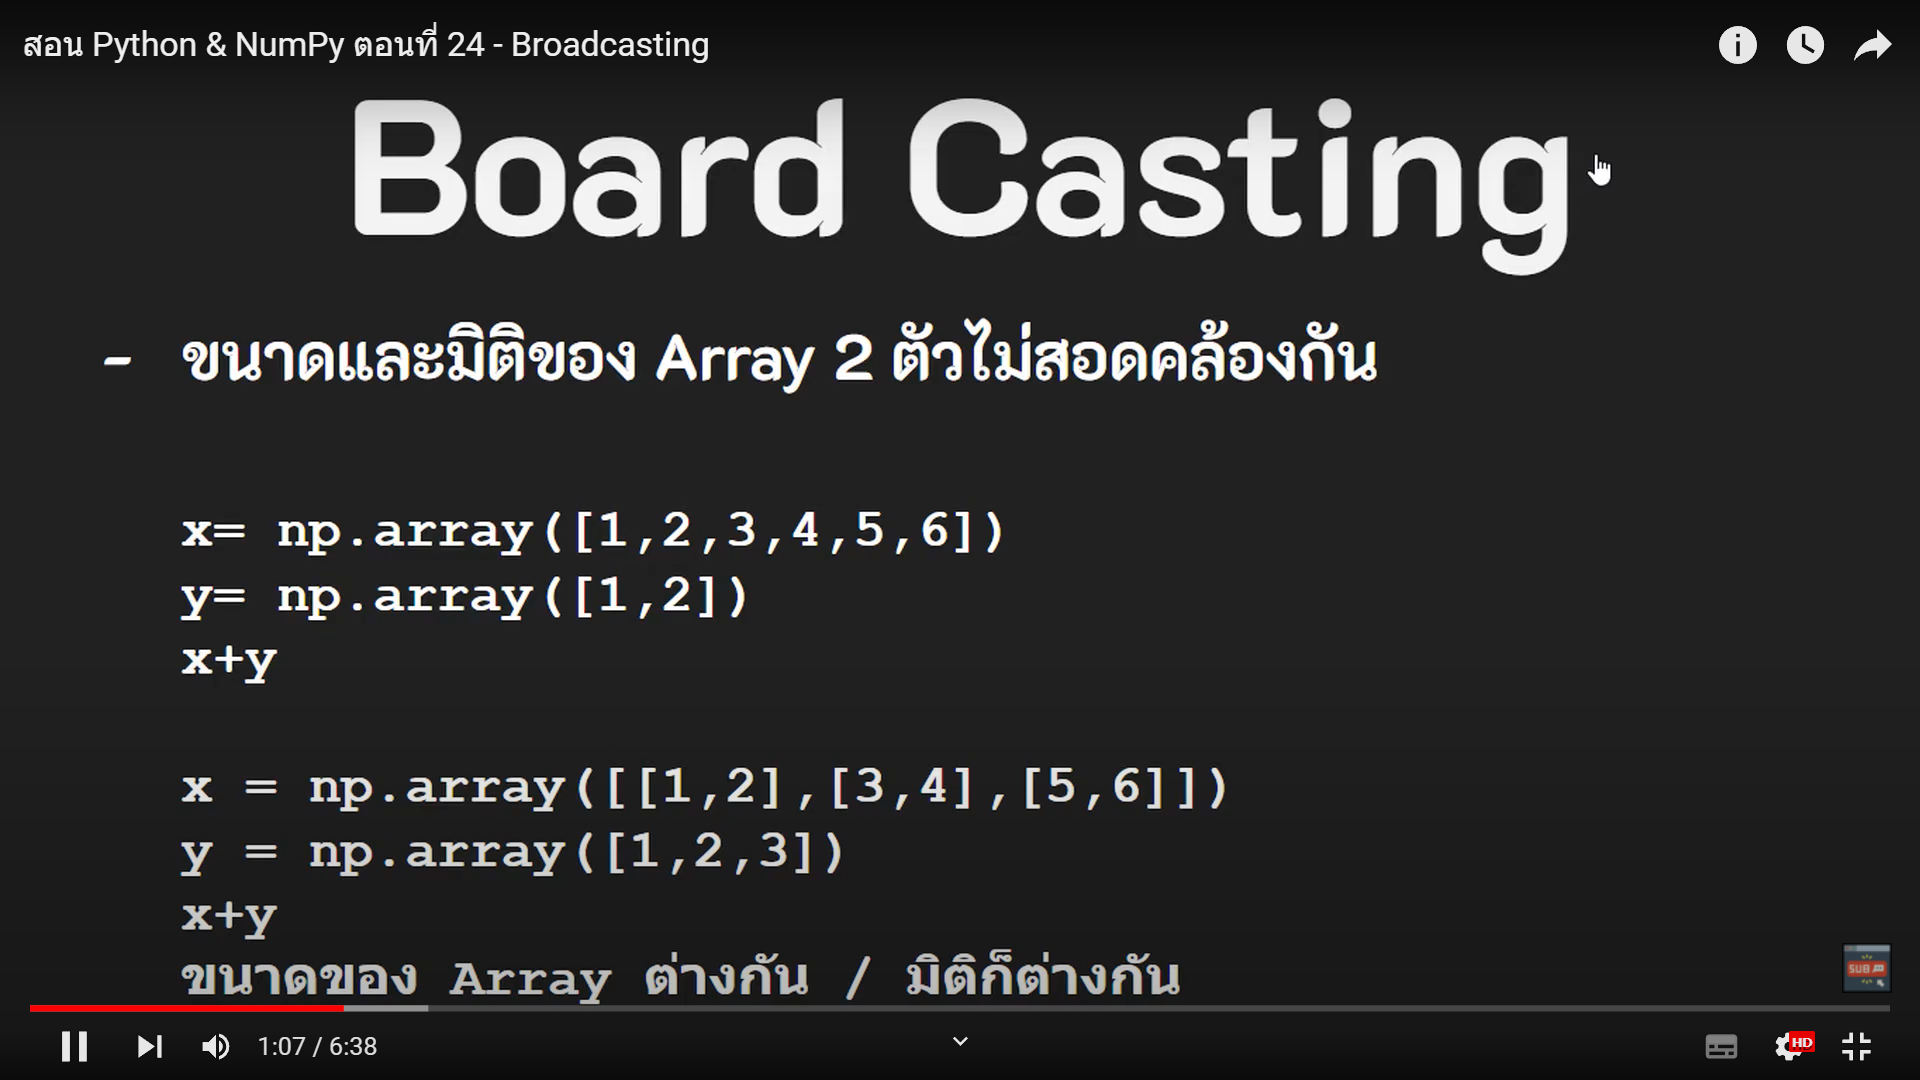 สอน Python & NumPy ตอนที่ 24 - Broadcasting
Board Casting
- ขนาดและมิติของ Array 2 ตัวไม่สอดคล้องกัน
x= np.array([1,2,3,4,5,6])
y= np.array([1,2])
x+y
x = np.array([[1,2],[3,4],[5,6]])
y = np.array([1,2,3])
x+y
ขนาดของ Array ต่างกัน / มิติก็ต่างกัน
SUB
1:07 / 6:38
HD